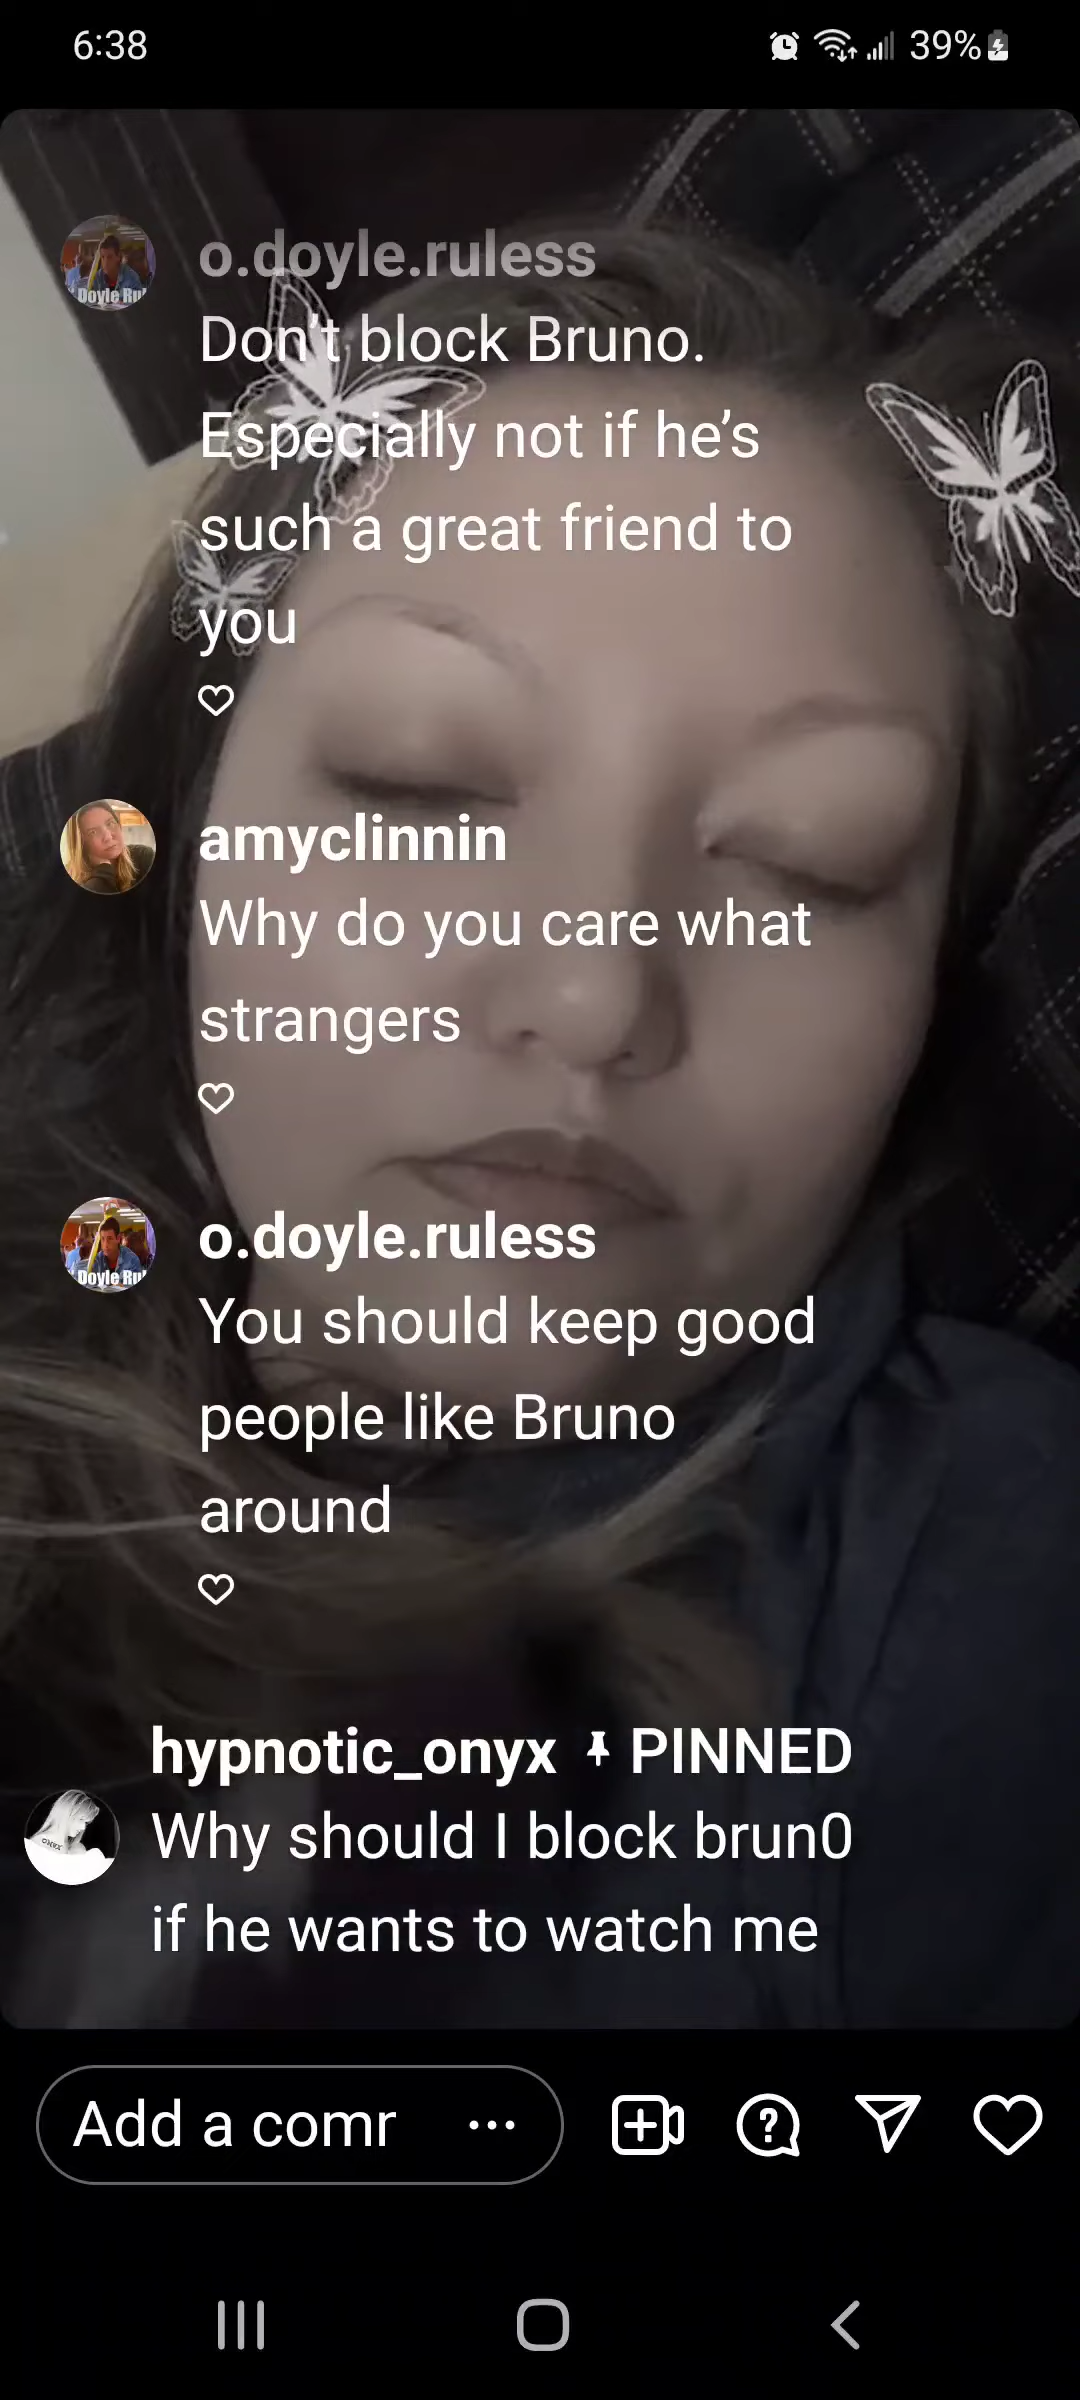 6:38
39%
o.doyle.ruless
Don't block Bruno.
Especially not if he's
such a great friend to
you
amyclinnin
Why do you care what
strangers
o.doyle.ruless
You should keep good
people like Bruno
around
hypnotic_onyx PINNED
Why should I block brun0
if he wants to watch me
Add a comr ...